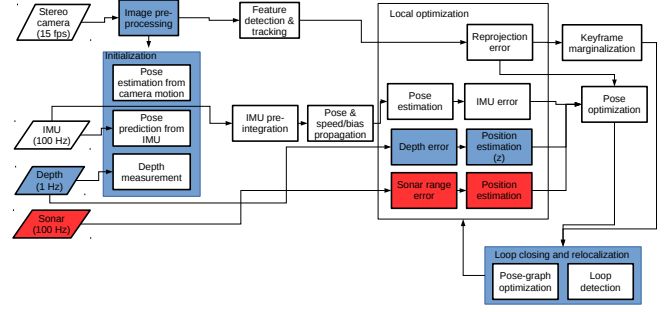 Stereo
camera
(15 fps)
Image pre-
processing
Feature
detection &
tracking
Local optimization
Reprojection
error
Keyframe
marginalization
Initialization
Pose
estimation from
camera motion
IMU
(100 Hz)
Pose
prediction from
IMU
IMU pre-
integration
Pose &
speed/bias
propagation
Pose
estimation
IMU error
Pose
optimization
Depth
(1 Hz)
Depth
measurement
Depth error
Position
estimation
(z)
Sonar
(100 Hz)
Sonar range
error
Position
estimation
Loop closing and relocalization
Pose-graph
optimization
Loop
detection